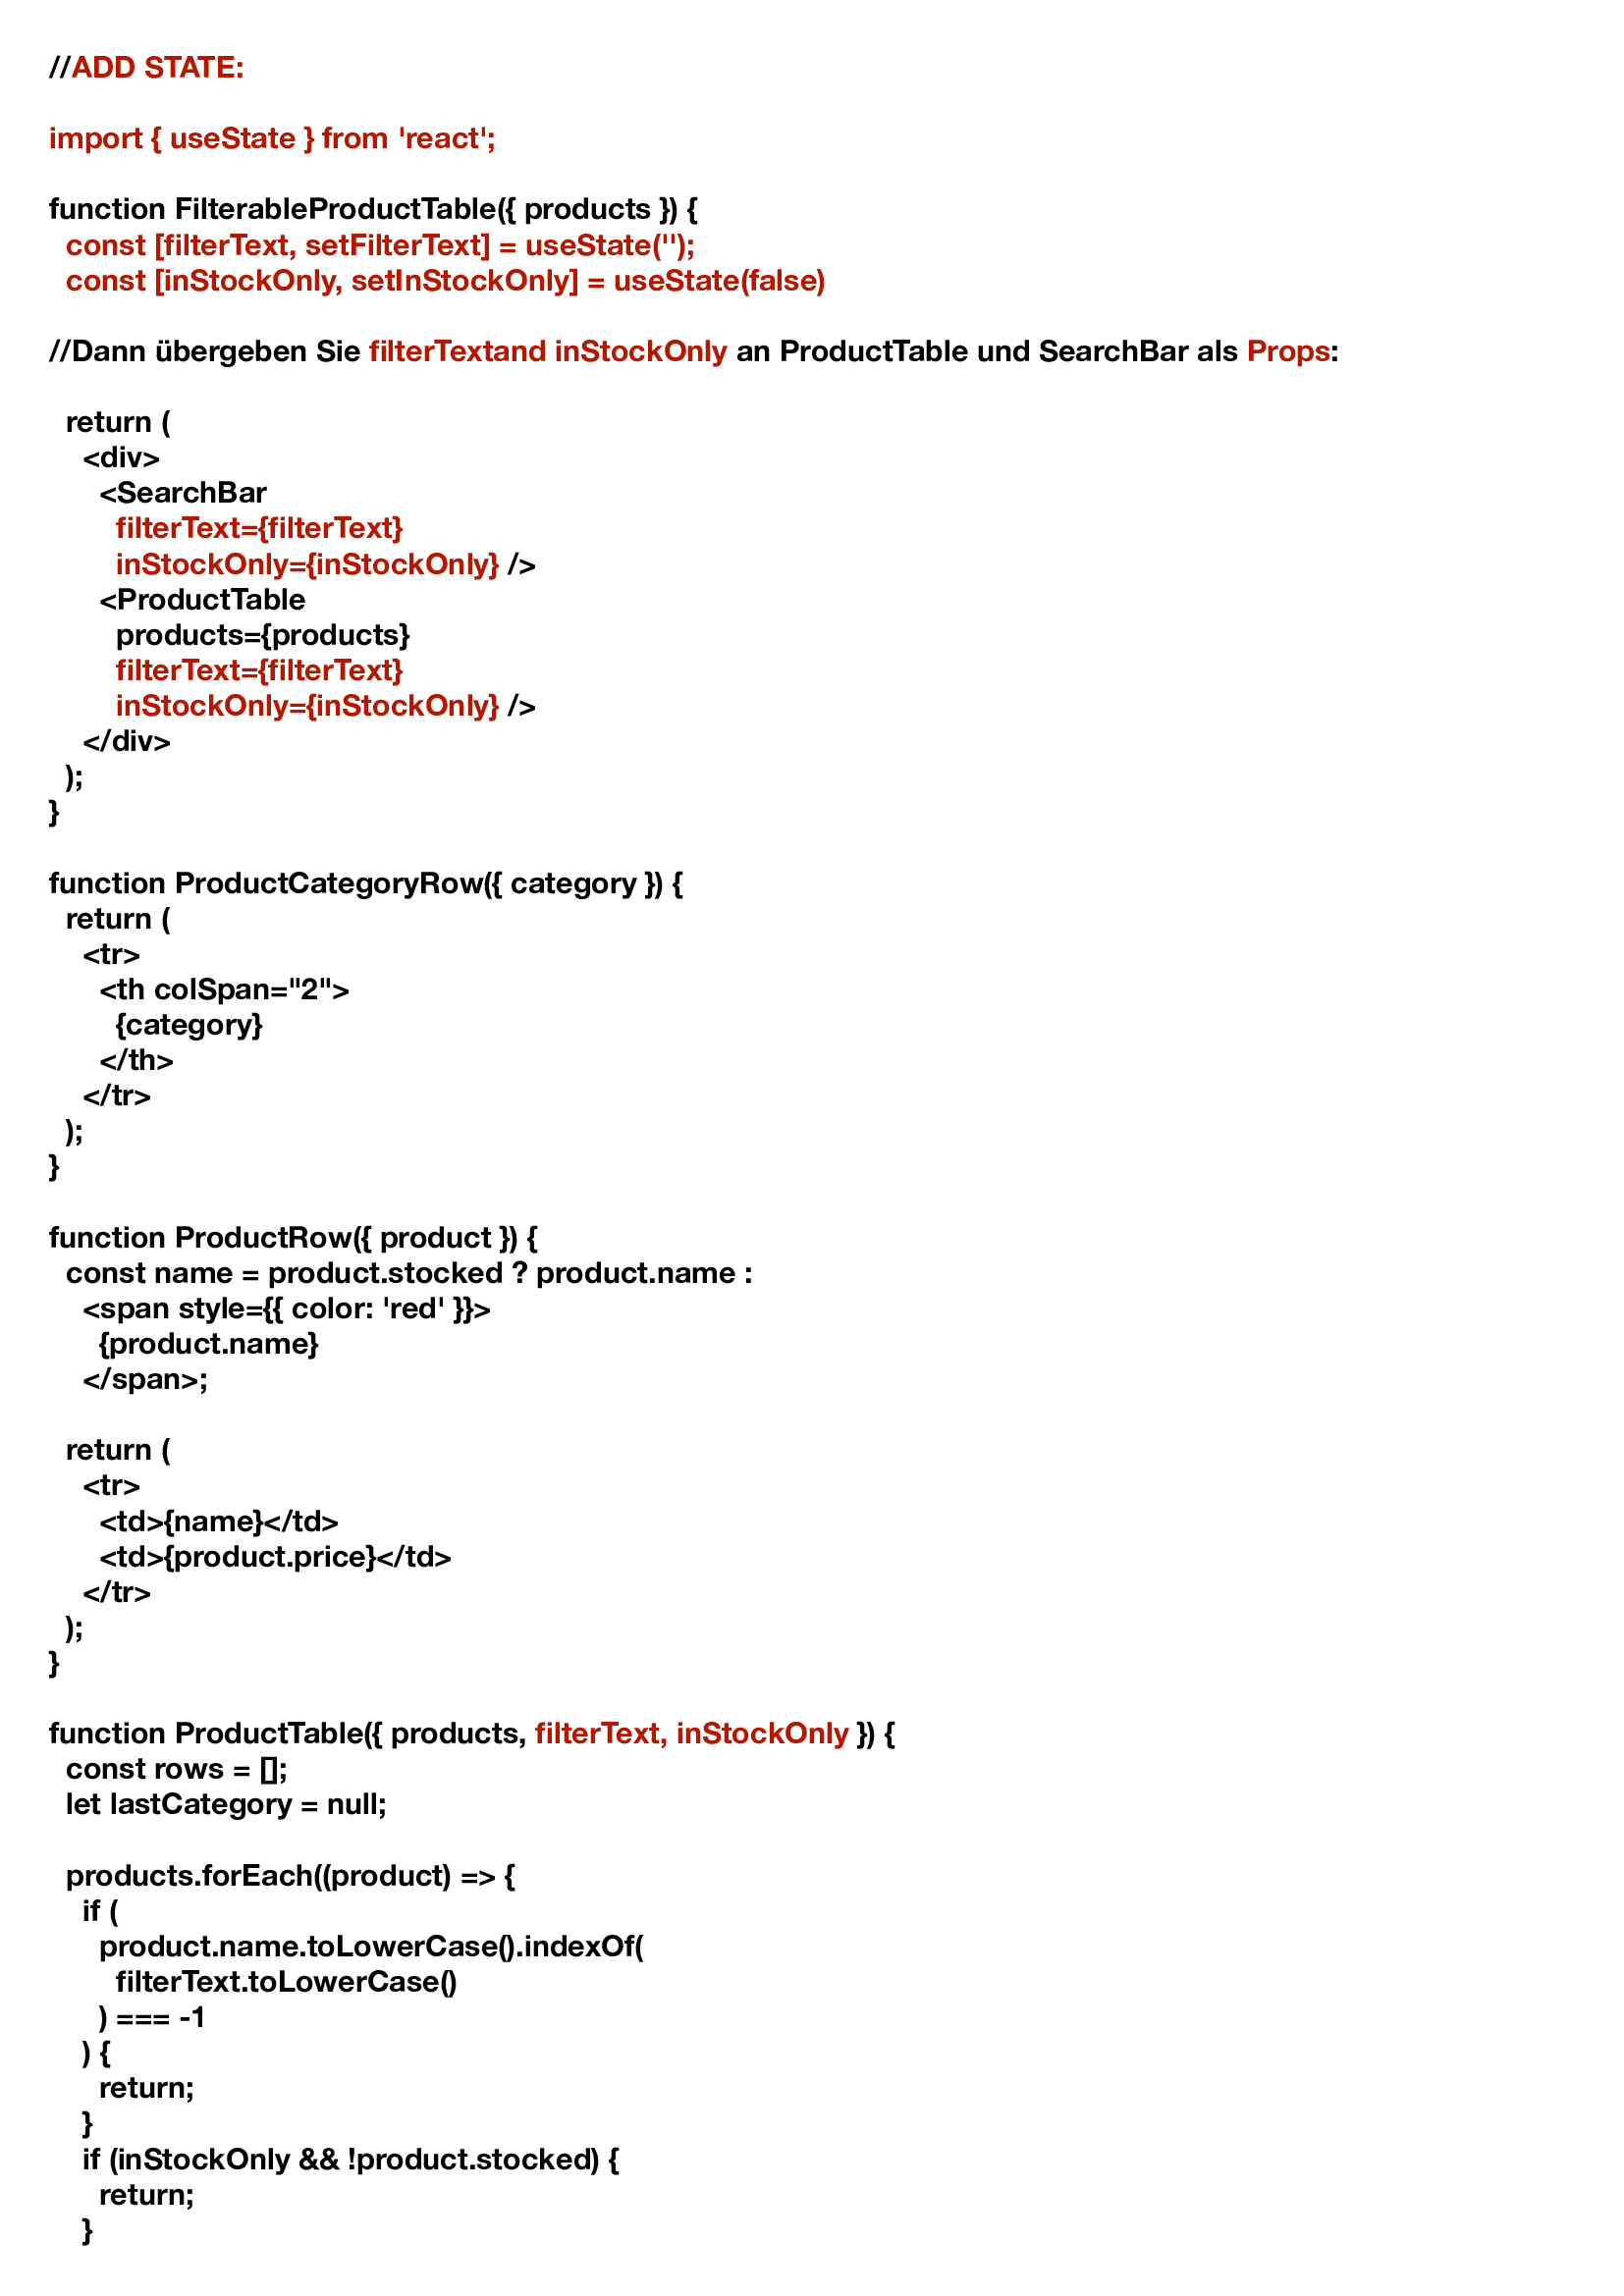 //ADD STATE:
import { useState } from 'react';
function FilterableProductTable({ products }) {
const [filterText, setFilterText] = useState('');
const [inStockOnly, setInStockOnly] = useState(false)
//Dann übergeben Sie filterTextand inStockOnly an ProductTable und SearchBar als Props:
return (
<div>
<SearchBar
filterText={filterText}
inStockOnly={inStockOnly} />
<ProductTable
products={products}
filterText={filterText}
inStockOnly={inStockOnly} />
</div>
);
}
function ProductCategoryRow({ category }) {
return (
<tr>
<th colSpan="2">
{category}
</th>
</tr>
);
}
function ProductRow({ product }) {
const name = product.stocked ? product.name :
<span style={{ color: 'red' }}>
{product.name}
</span>;
return (
<tr>
<td>{name}</td>
<td>{product.price}</td>
</tr>
);
}
function ProductTable({ products, filterText, inStockOnly }) {
const rows = [];
let lastCategory = null;
products.forEach((product) => {
if (
product.name.toLowerCase().indexOf(
filterText.toLowerCase()
) === -1
) {
return;
}
if (inStockOnly && !product.stocked) {
return;
}